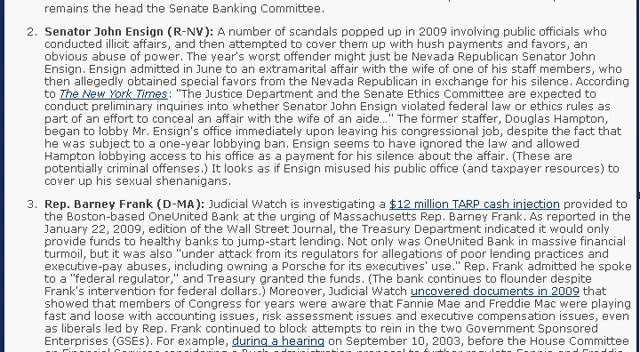 remains the head the Senate Banking Committee.
2. Senator John Ensign (R-NV): A number of scandals popped up in 2009 involving public officials who
conducted illicit affairs, and then attempted to cover them up with hush payments and favors, an
obvious abuse of power. The year's worst offender might just be Nevada Republican Senator John
Ensign. Ensign admitted in June to an extramarital affair with the wife of one of his staff members, who
then allegedly obtained special favors from the Nevada Republican in exchange for his silence. According
to The New York Times: "The Justice Department and the Senate Ethics Committee are expected to
conduct preliminary inquiries into whether Senator John Ensign violated federal law or ethics rules as
part of an effort to conceal an affair with the wife of an aide..." The former staffer, Douglas Hampton,
began to lobby Mr. Ensign's office immediately upon leaving his congressional job, despite the fact that
he was subject to a one-year lobbying ban. Ensign seems to have ignored the law and allowed
Hampton lobbying access to his office as a payment for his silence about the affair. (These are
potentially criminal offenses.) It looks as if Ensign misused his public office (and taxpayer resources) to
cover up his sexual shenanigans.
3. Rep. Barney Frank (D-MA): Judicial Watch is investigating a $12 million TARP cash injection provided to
the Boston-based OneUnited Bank at the urging of Massachusetts Rep. Barney Frank. As reported in the
January 22, 2009, edition of the Wall Street Journal, the Treasury Department indicated it would only
provide funds to healthy banks to jump-start lending. Not only was OneUnited Bank in massive financial
turmoil, but it was also "under attack from its regulators for allegations of poor lending practices and
executive-pay abuses, including owning a Porsche for its executives' use." Rep. Frank admitted he spoke
to a "federal regulator," and Treasury granted the funds. (The bank continues to flounder despite
Frank's intervention for federal dollars.) Moreover, Judicial Watch uncovered documents in 2009 that
showed that members of Congress for years were aware that Fannie Mae and Freddie Mac were playing
fast and loose with accounting issues, risk assessment issues and executive compensation issues, even
as liberals led by Rep. Frank continued to block attempts to rein in the two Government Sponsored
Enterprises (GSEs). For example, during a hearing on September 10, 2003, before the House Committee